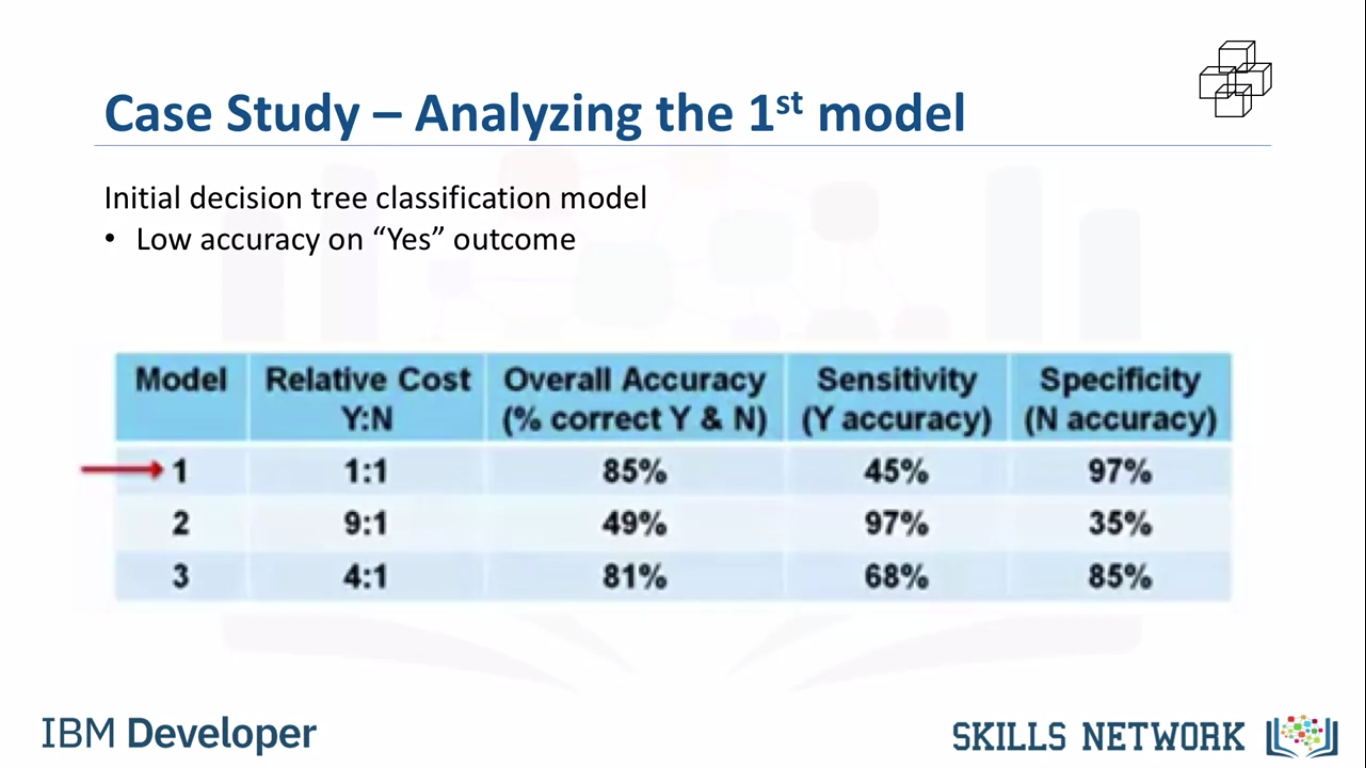 Case Study – Analyzing the 1st model
Initial decision tree classification model
• Low accuracy on “Yes” outcome
Model Relative Cost Y:N Overall Accuracy (% correct Y & N) Sensitivity (Y accuracy) Specificity (N accuracy)
1 1:1 85% 45% 97%
2 9:1 49% 97% 35%
3 4:1 81% 68% 85%
IBM Developer
SKILLS NETWORK